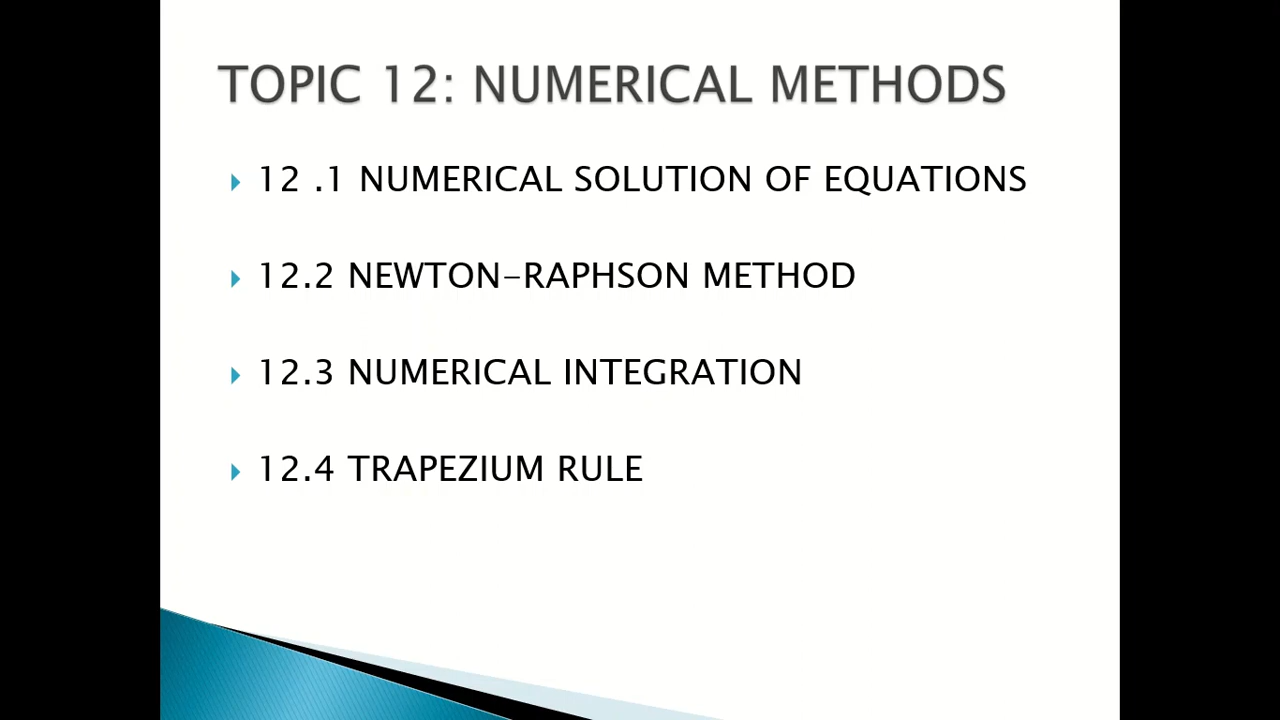 TOPIC 12: NUMERICAL METHODS
12 .1 NUMERICAL SOLUTION OF EQUATIONS
12.2 NEWTON-RAPHSON METHOD
12.3 NUMERICAL INTEGRATION
12.4 TRAPEZIUM RULE